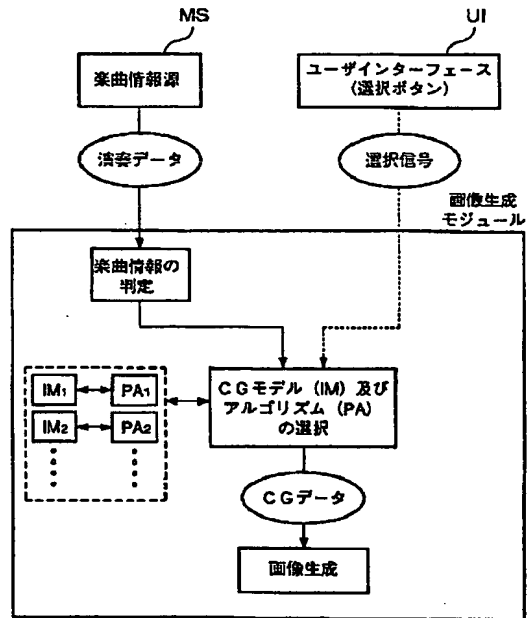 MS
UI
楽曲情報源
ユーザインターフェース
(選択ボタン)
演奏データ
選択信号
画像生成
モジュール
楽曲情報の
判定
IM1
PA1
IM2
PA2
CGモデル (IM) 及び
アルゴリズム (PA)
の選択
CGデータ
画像生成